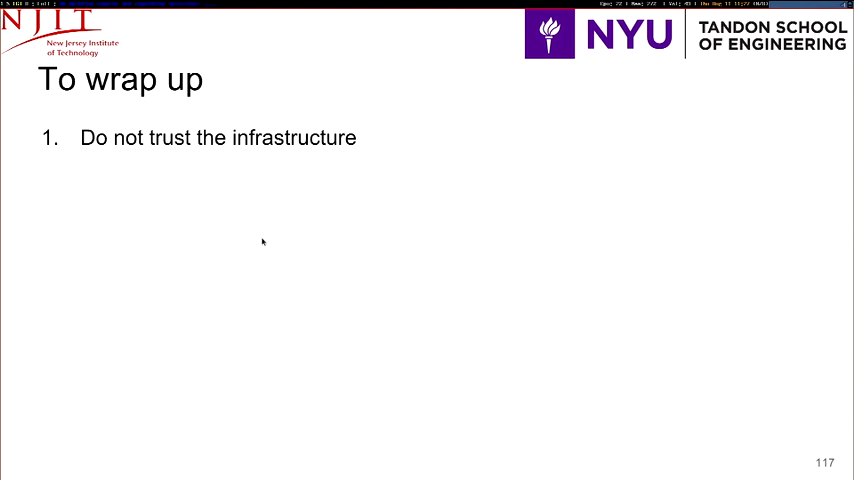 NJIT
New Jersey Institute
of Technology
NYU
TANDON SCHOOL
OF ENGINEERING
To wrap up
1. Do not trust the infrastructure
117